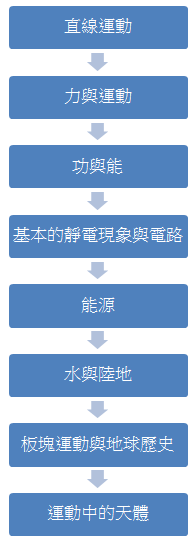 直線運動
力與運動
功與能
基本的靜電現象與電路
能源
水與陸地
板塊運動與地球歷史
運動中的天體